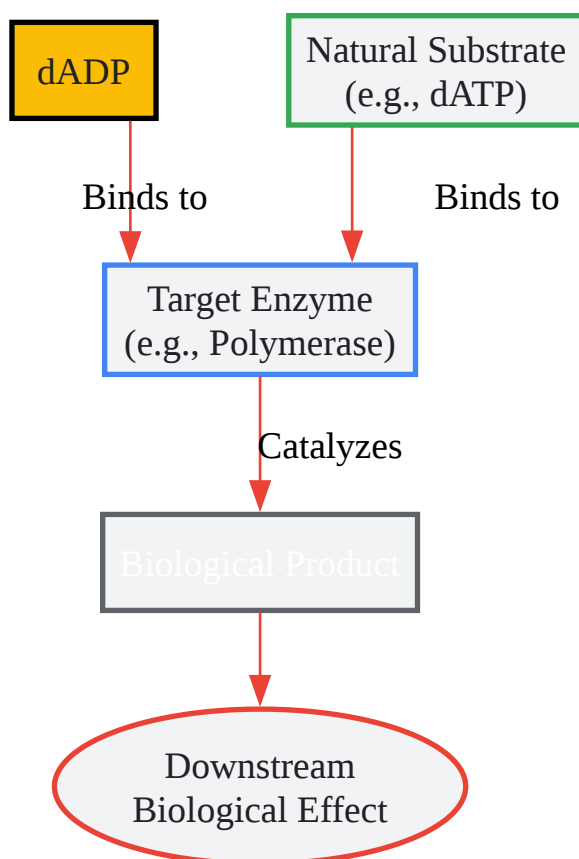 dADP
Natural Substrate
(e.g., dATP)
Binds to
Binds to
Target Enzyme
(e.g., Polymerase)
Catalyzes
Biological Product
Downstream
Biological Effect